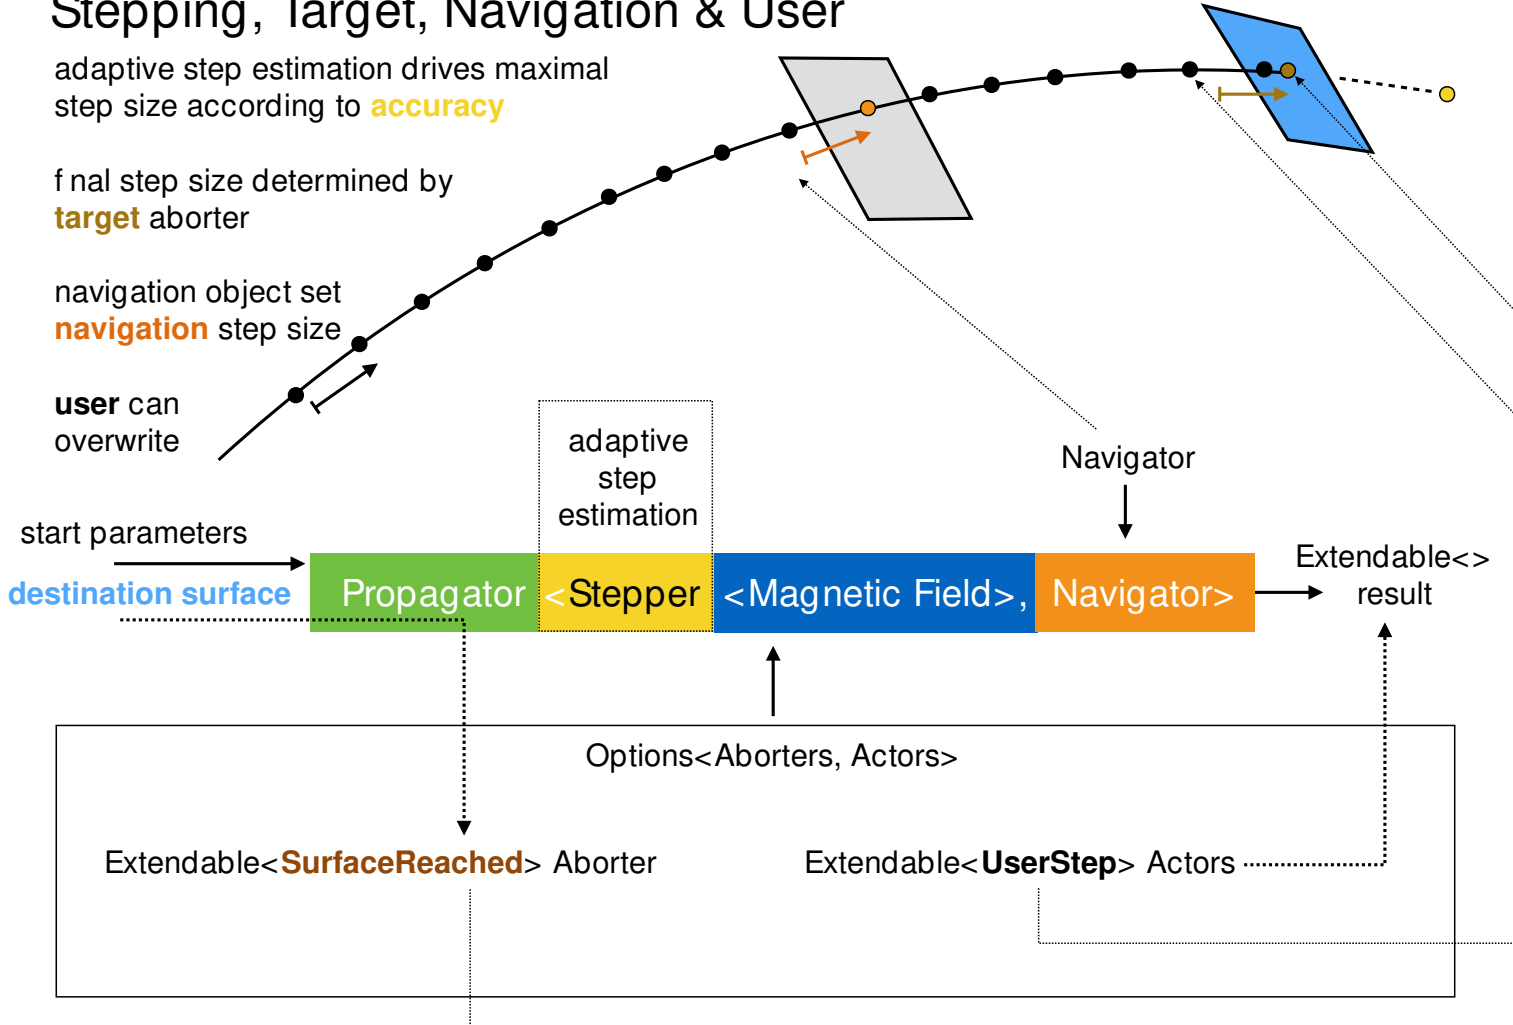 Stepping, Target, Navigation & User
adaptive step estimation drives maximal
step size according to accuracy
f nal step size determined by
target aborter
navigation object set
navigation step size
user can
overwrite
adaptive
step
estimation
Navigator
start parameters
destination surface
Propagator <Stepper <Magnetic Field>, Navigator>
Extendable<>
result
Options<Aborters, Actors>
Extendable<SurfaceReached> Aborter
Extendable<UserStep> Actors